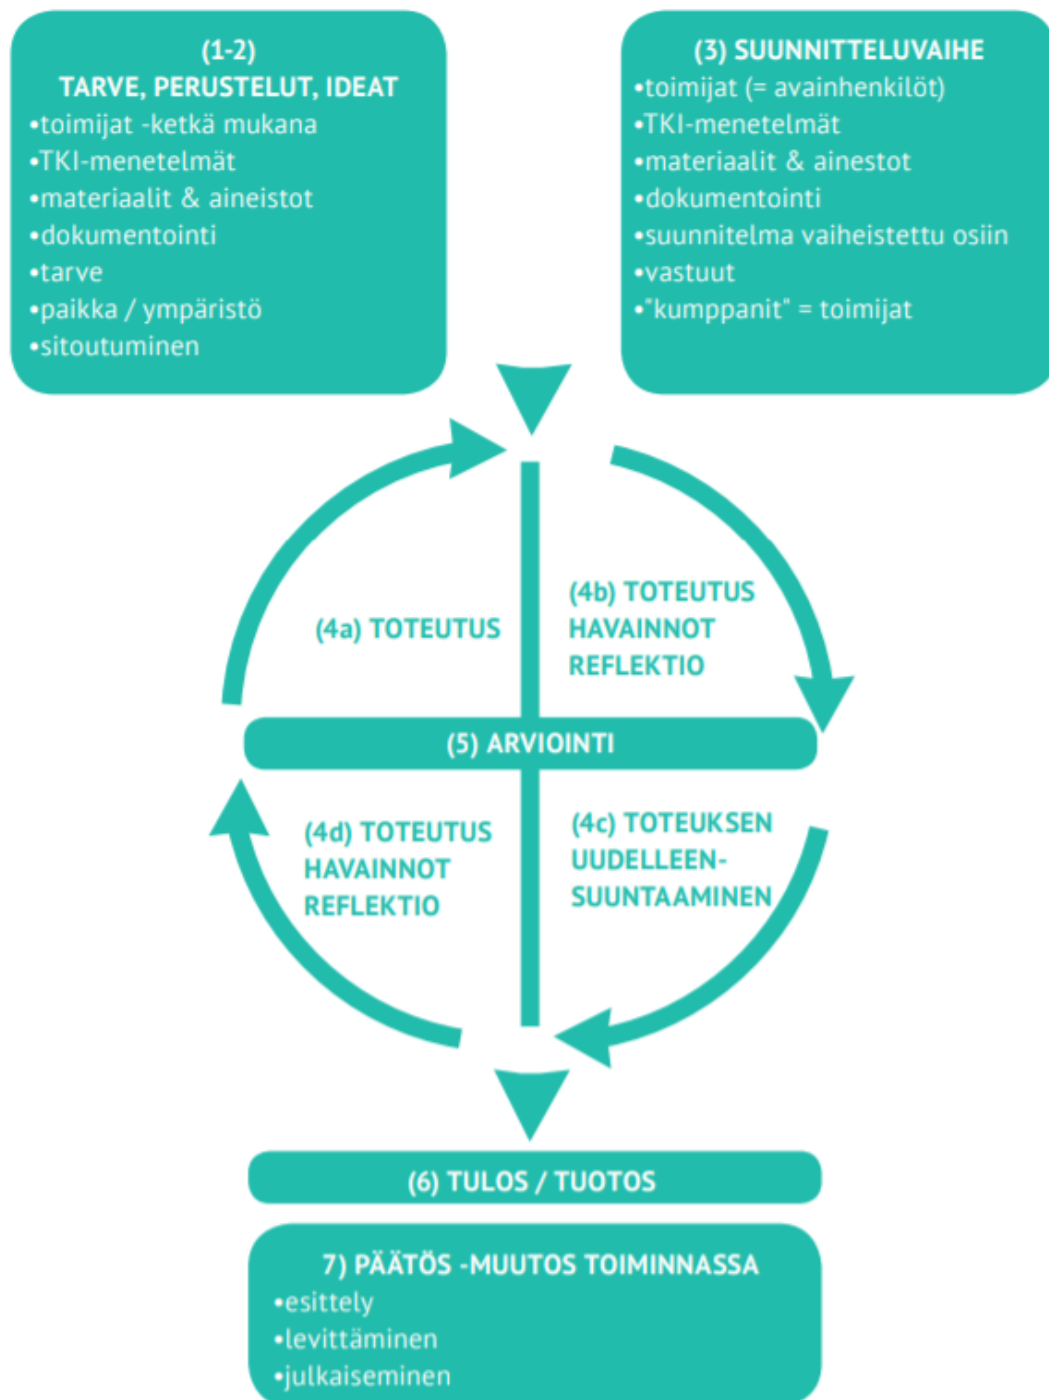 (1-2)
TARVE, PERUSTELUT, IDEAT
•toimijat -ketkä mukana
•TKI-menetelmät
•materiaalit & aineistot
•dokumentointi
•tarve
•paikka / ympäristö
•sitoutuminen
(3) SUUNNITTELUVAIHE
•toimijat (= avainhenkilöt)
•TKI-menetelmät
•materiaalit & ainestot
•dokumentointi
•suunnitelma vaiheistettu osiin
•vastuut
•"kumppanit" = toimijat
(4a) TOTEUTUS
(4b) TOTEUTUS
HAVAINNOT
REFLEKTIO
(5) ARVIOINTI
(4d) TOTEUTUS
HAVAINNOT
REFLEKTIO
(4c) TOTEUKSEN
UUDELLEEN-
SUUNTAAMINEN
(6) TULOS / TUOTOS
7) PÄÄTÖS -MUUTOS TOIMINNASSA
•esittely
•levittäminen
•julkaiseminen